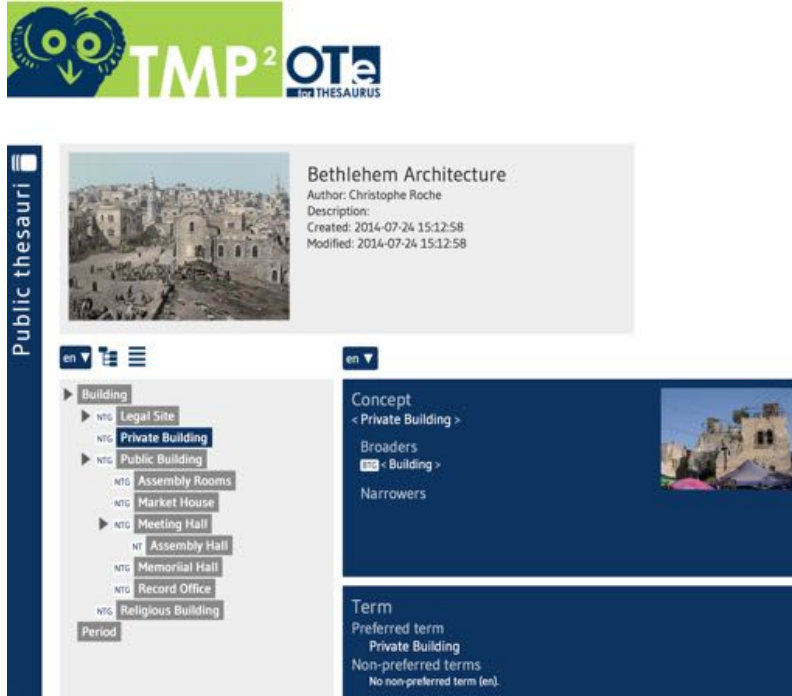 TMP²
OTe
for THESAURUS
Public thesauri
Bethlehem Architecture
Author: Christophe Roche
Description:
Created: 2014-07-24 15:12:58
Modified: 2014-07-24 15:12:58
en ▼
Building
NTG Legal Site
NTG Private Building
NTG Public Building
NTG Assembly Rooms
NTG Market House
NTG Meeting Hall
NT Assembly Hall
NTG Memoriial Hall
NTG Record Office
NTG Religious Building
Period
en ▼
Concept
< Private Building >
Broaders
BTG < Building >
Narrowers
Term
Preferred term
Private Building
Non-preferred terms
No non-preferred term (en).